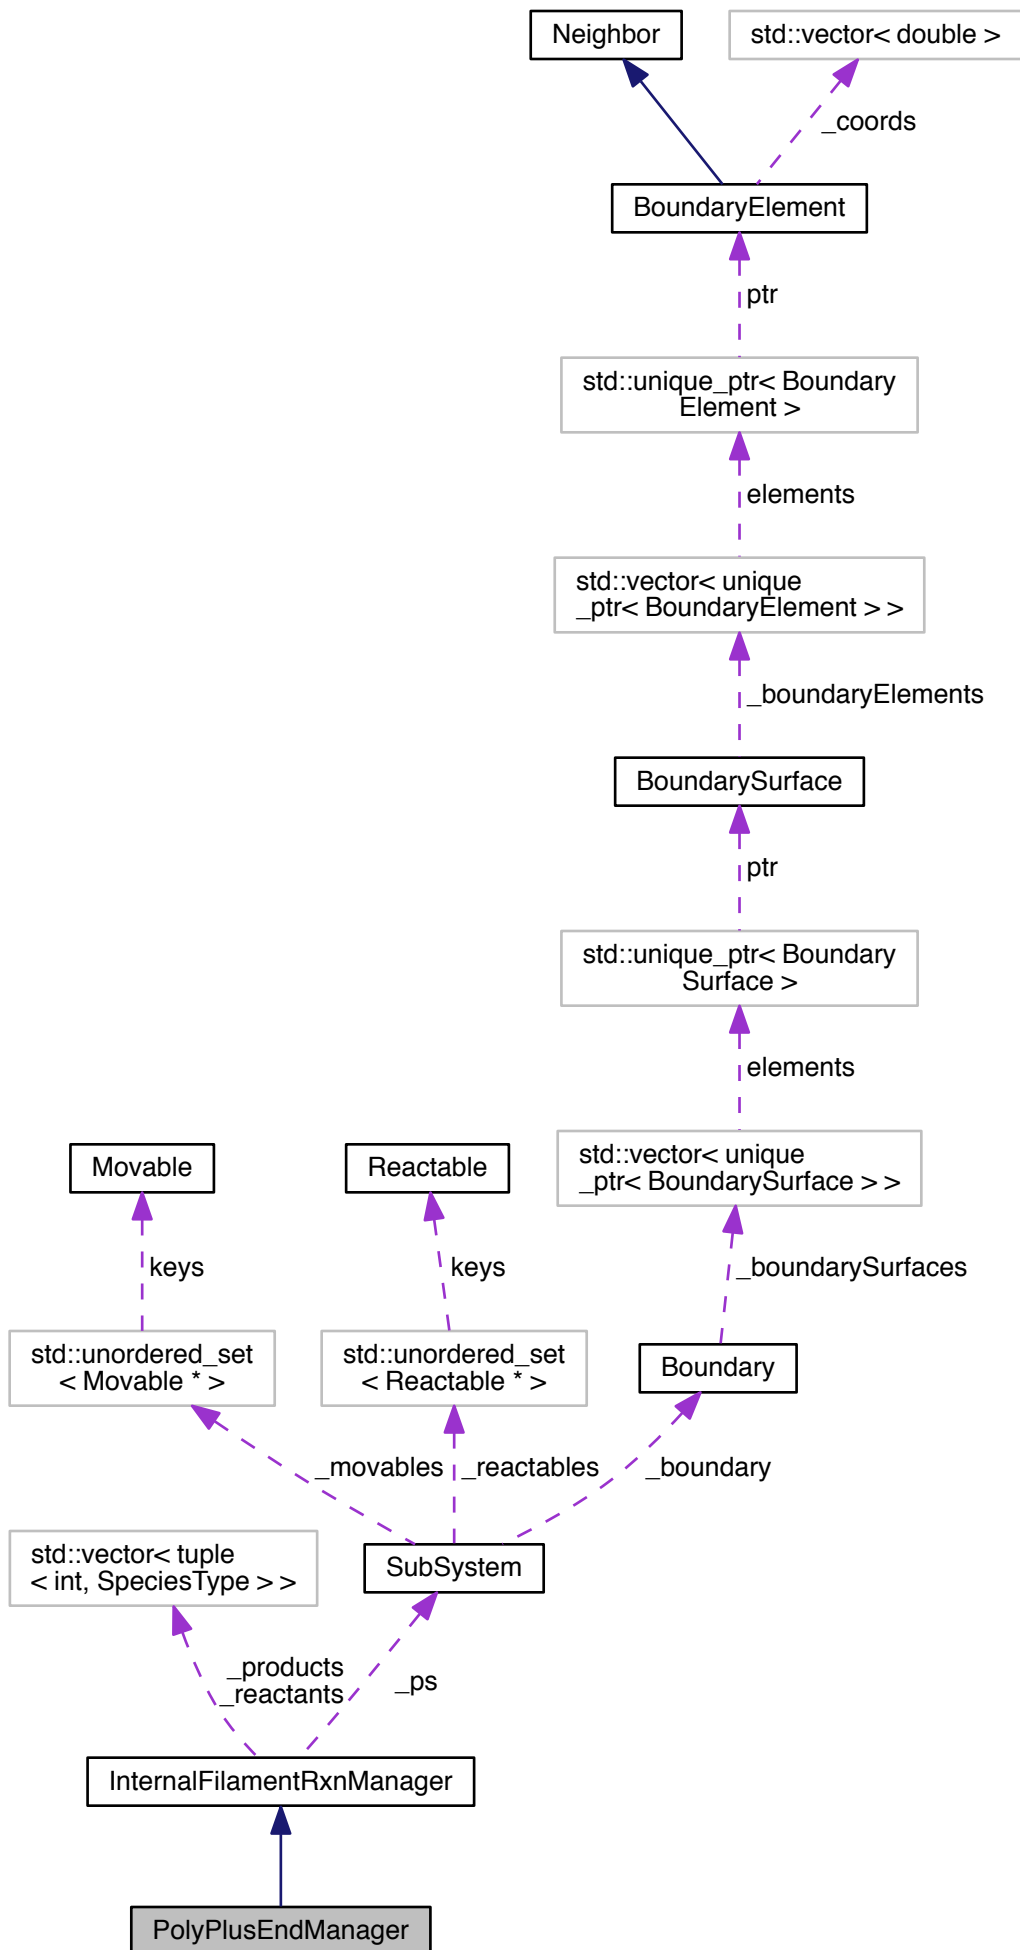 Neighbor
std::vector< double >
_coords
BoundaryElement
ptr
std::unique_ptr< Boundary
Element >
elements
std::vector< unique
_ptr< BoundaryElement > >
_boundaryElements
BoundarySurface
ptr
std::unique_ptr< Boundary
Surface >
elements
Movable
Reactable
std::vector< unique
_ptr< BoundarySurface > >
keys
keys
_boundarySurfaces
std::unordered_set
< Movable * >
std::unordered_set
< Reactable * >
Boundary
_movables
_reactables
_boundary
std::vector< tuple
< int, SpeciesType > >
SubSystem
_products
_reactants
_ps
InternalFilamentRxnManager
PolyPlusEndManager